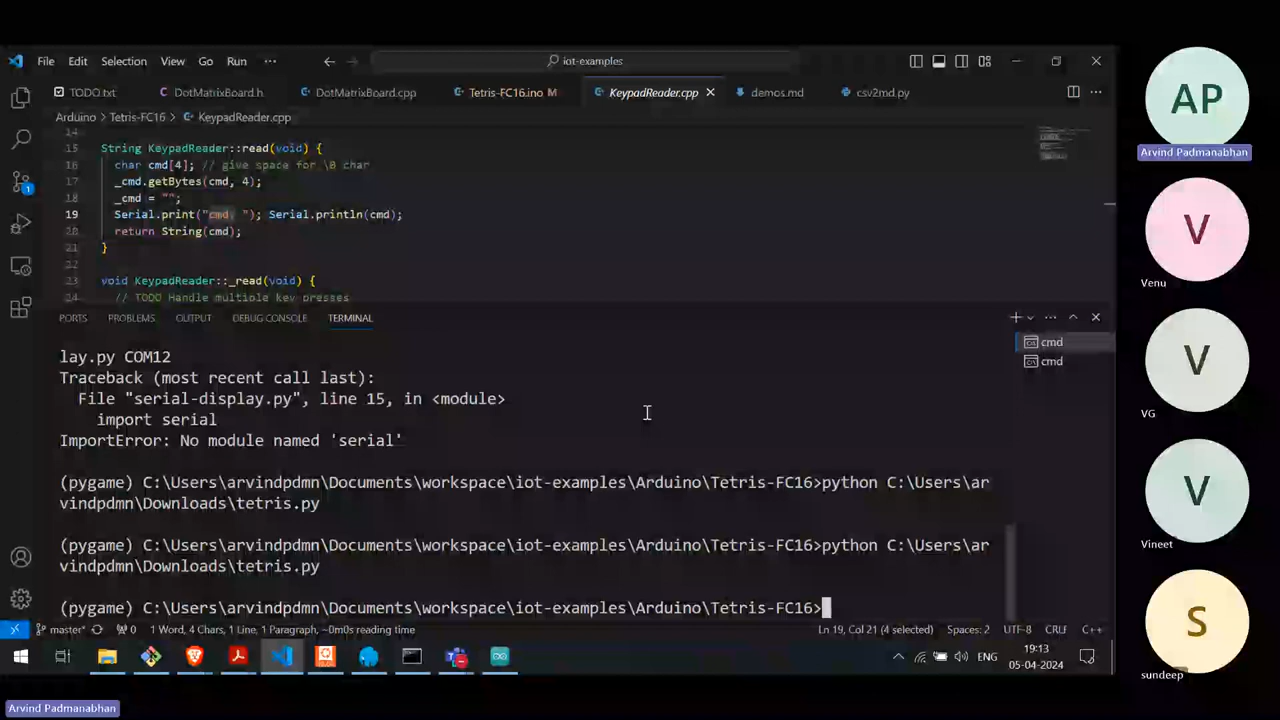 File Edit Selection View Go Run ··· iot-examples
TODO.txt DotMatrixBoard.h DotMatrixBoard.cpp Tetris-FC16.ino M KeypadReader.cpp demos.md csv2md.py
Arduino > Tetris-FC16 > KeypadReader.cpp
14
15 String KeypadReader::read(void) {
16 char cmd[4]; // give space for \0 char
17 _cmd.getBytes(cmd, 4);
18 _cmd = "";
19 Serial.print("cmd: "); Serial.println(cmd);
20 return String(cmd);
21 }
22
23 void KeypadReader::_read(void) {
24 // TODO Handle multiple key presses
PORTS PROBLEMS OUTPUT DEBUG CONSOLE TERMINAL
cmd
cmd
lay.py COM12
Traceback (most recent call last):
File "serial-display.py", line 15, in <module>
import serial
ImportError: No module named 'serial'
(pygame) C:\Users\arvindpdmn\Documents\workspace\iot-examples\Arduino\Tetris-FC16>python C:\Users\ar
vindpdmn\Downloads\tetris.py
(pygame) C:\Users\arvindpdmn\Documents\workspace\iot-examples\Arduino\Tetris-FC16>python C:\Users\ar
vindpdmn\Downloads\tetris.py
(pygame) C:\Users\arvindpdmn\Documents\workspace\iot-examples\Arduino\Tetris-FC16>
1
master* 0 1 Word, 4 Chars, 1 Line, 1 Paragraph, ~0m0s reading time Ln 19, Col 21 (4 selected) Spaces: 2 UTF-8 CRLF C++
ENG 19:13
05-04-2024
AP
Arvind Padmanabhan
V
Venu
V
VG
V
Vineet
S
sundeep
Arvind Padmanabhan